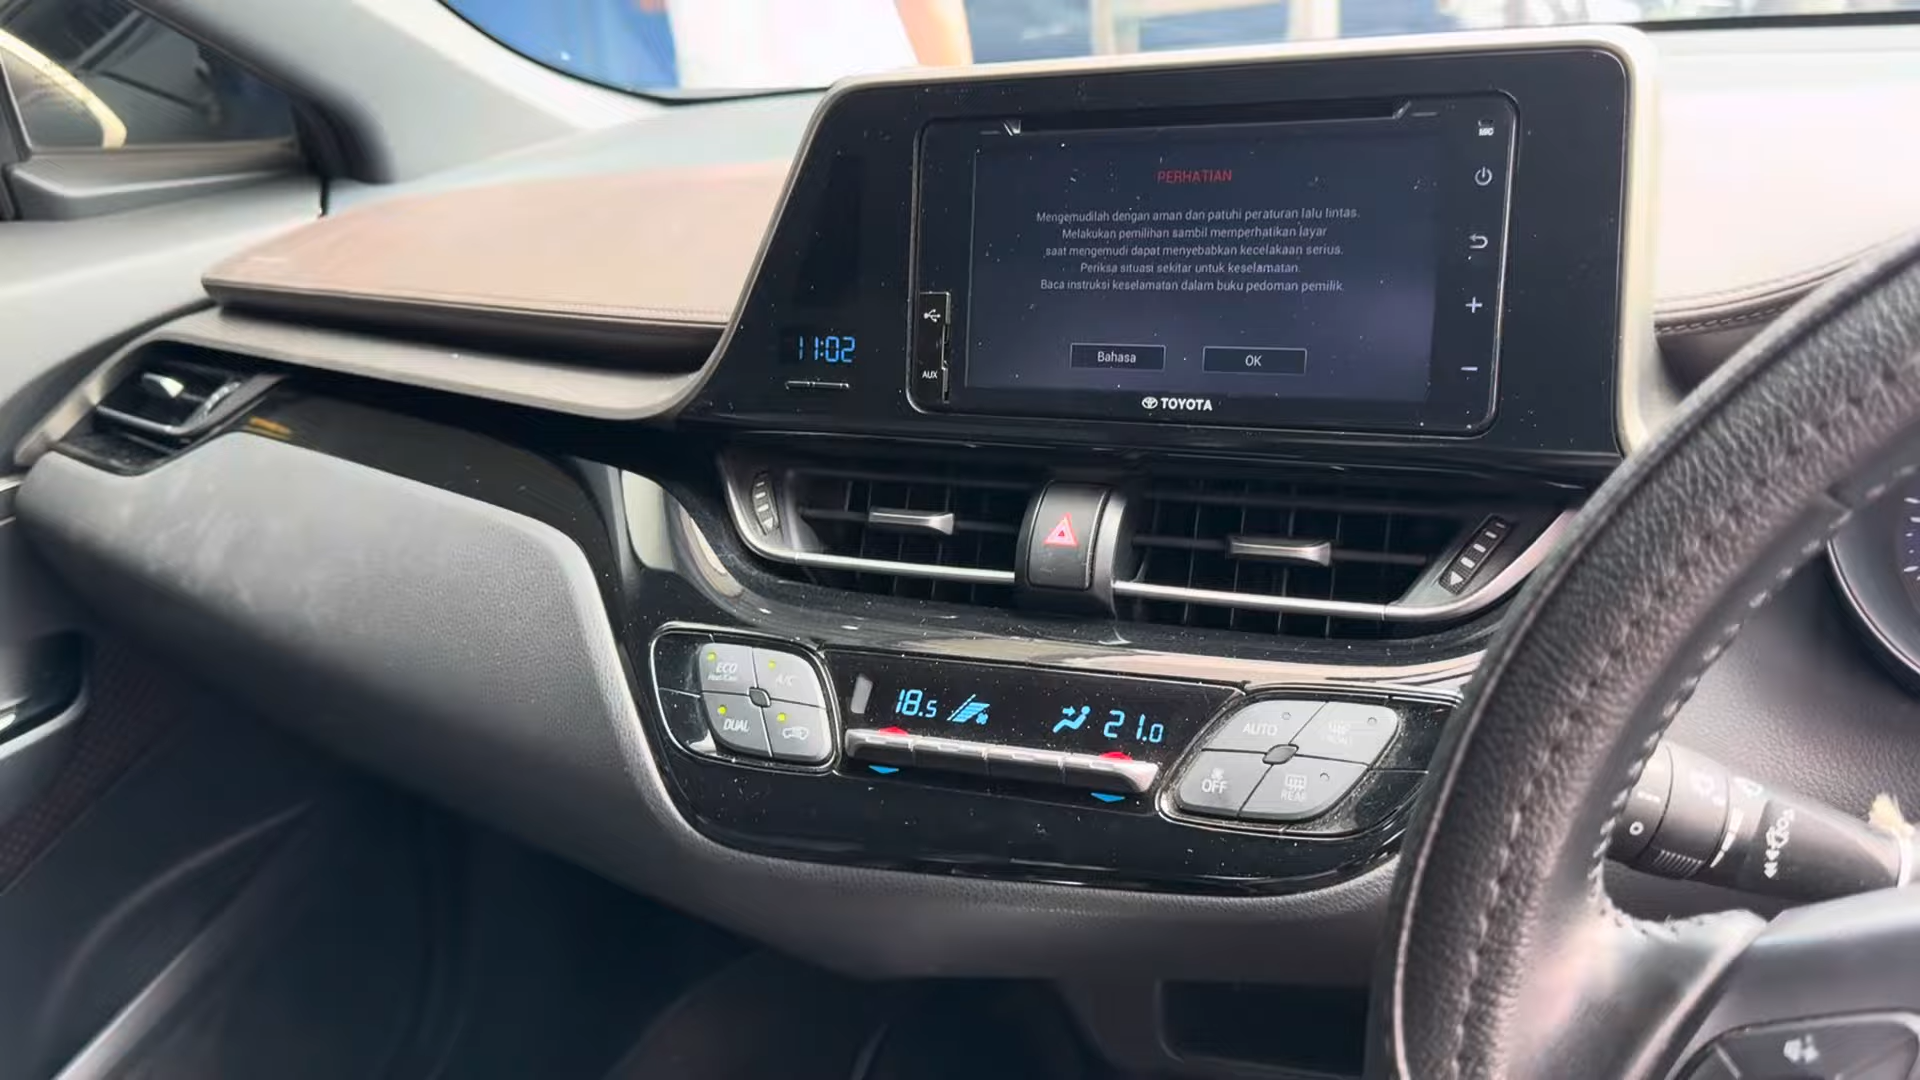 MIC
PERHATIAN
Mengemudilah dengan aman dan patuhi peraturan lalu lintas.
Melakukan pemilihan sambil memperhatikan layar
saat mengemudi dapat menyebabkan kecelakaan serius.
Periksa situasi sekitar untuk keselamatan.
Baca instruksi keselamatan dalam buku pedoman pemilik.
11:02
AUX
Bahasa
OK
TOYOTA
ECO
A/C
DUAL
18.5
21.0
AUTO
OFF
REAR